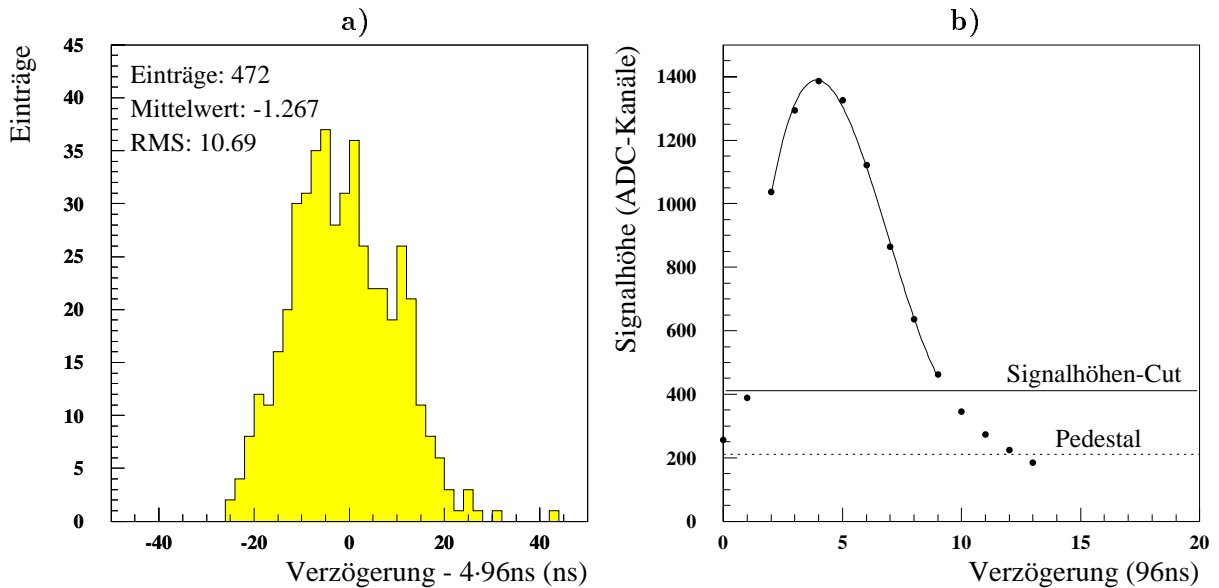 a)
Einträge
45
40
35
30
25
20
15
10
5
0
Einträge: 472
Mittelwert: -1.267
RMS: 10.69
-40 -20 0 20 40
Verzögerung - 4·96ns (ns)
b)
Signalhöhe (ADC-Kanäle)
1400
1200
1000
800
600
400
200
0
Signalhöhen-Cut
Pedestal
0 5 10 15 20
Verzögerung (96ns)